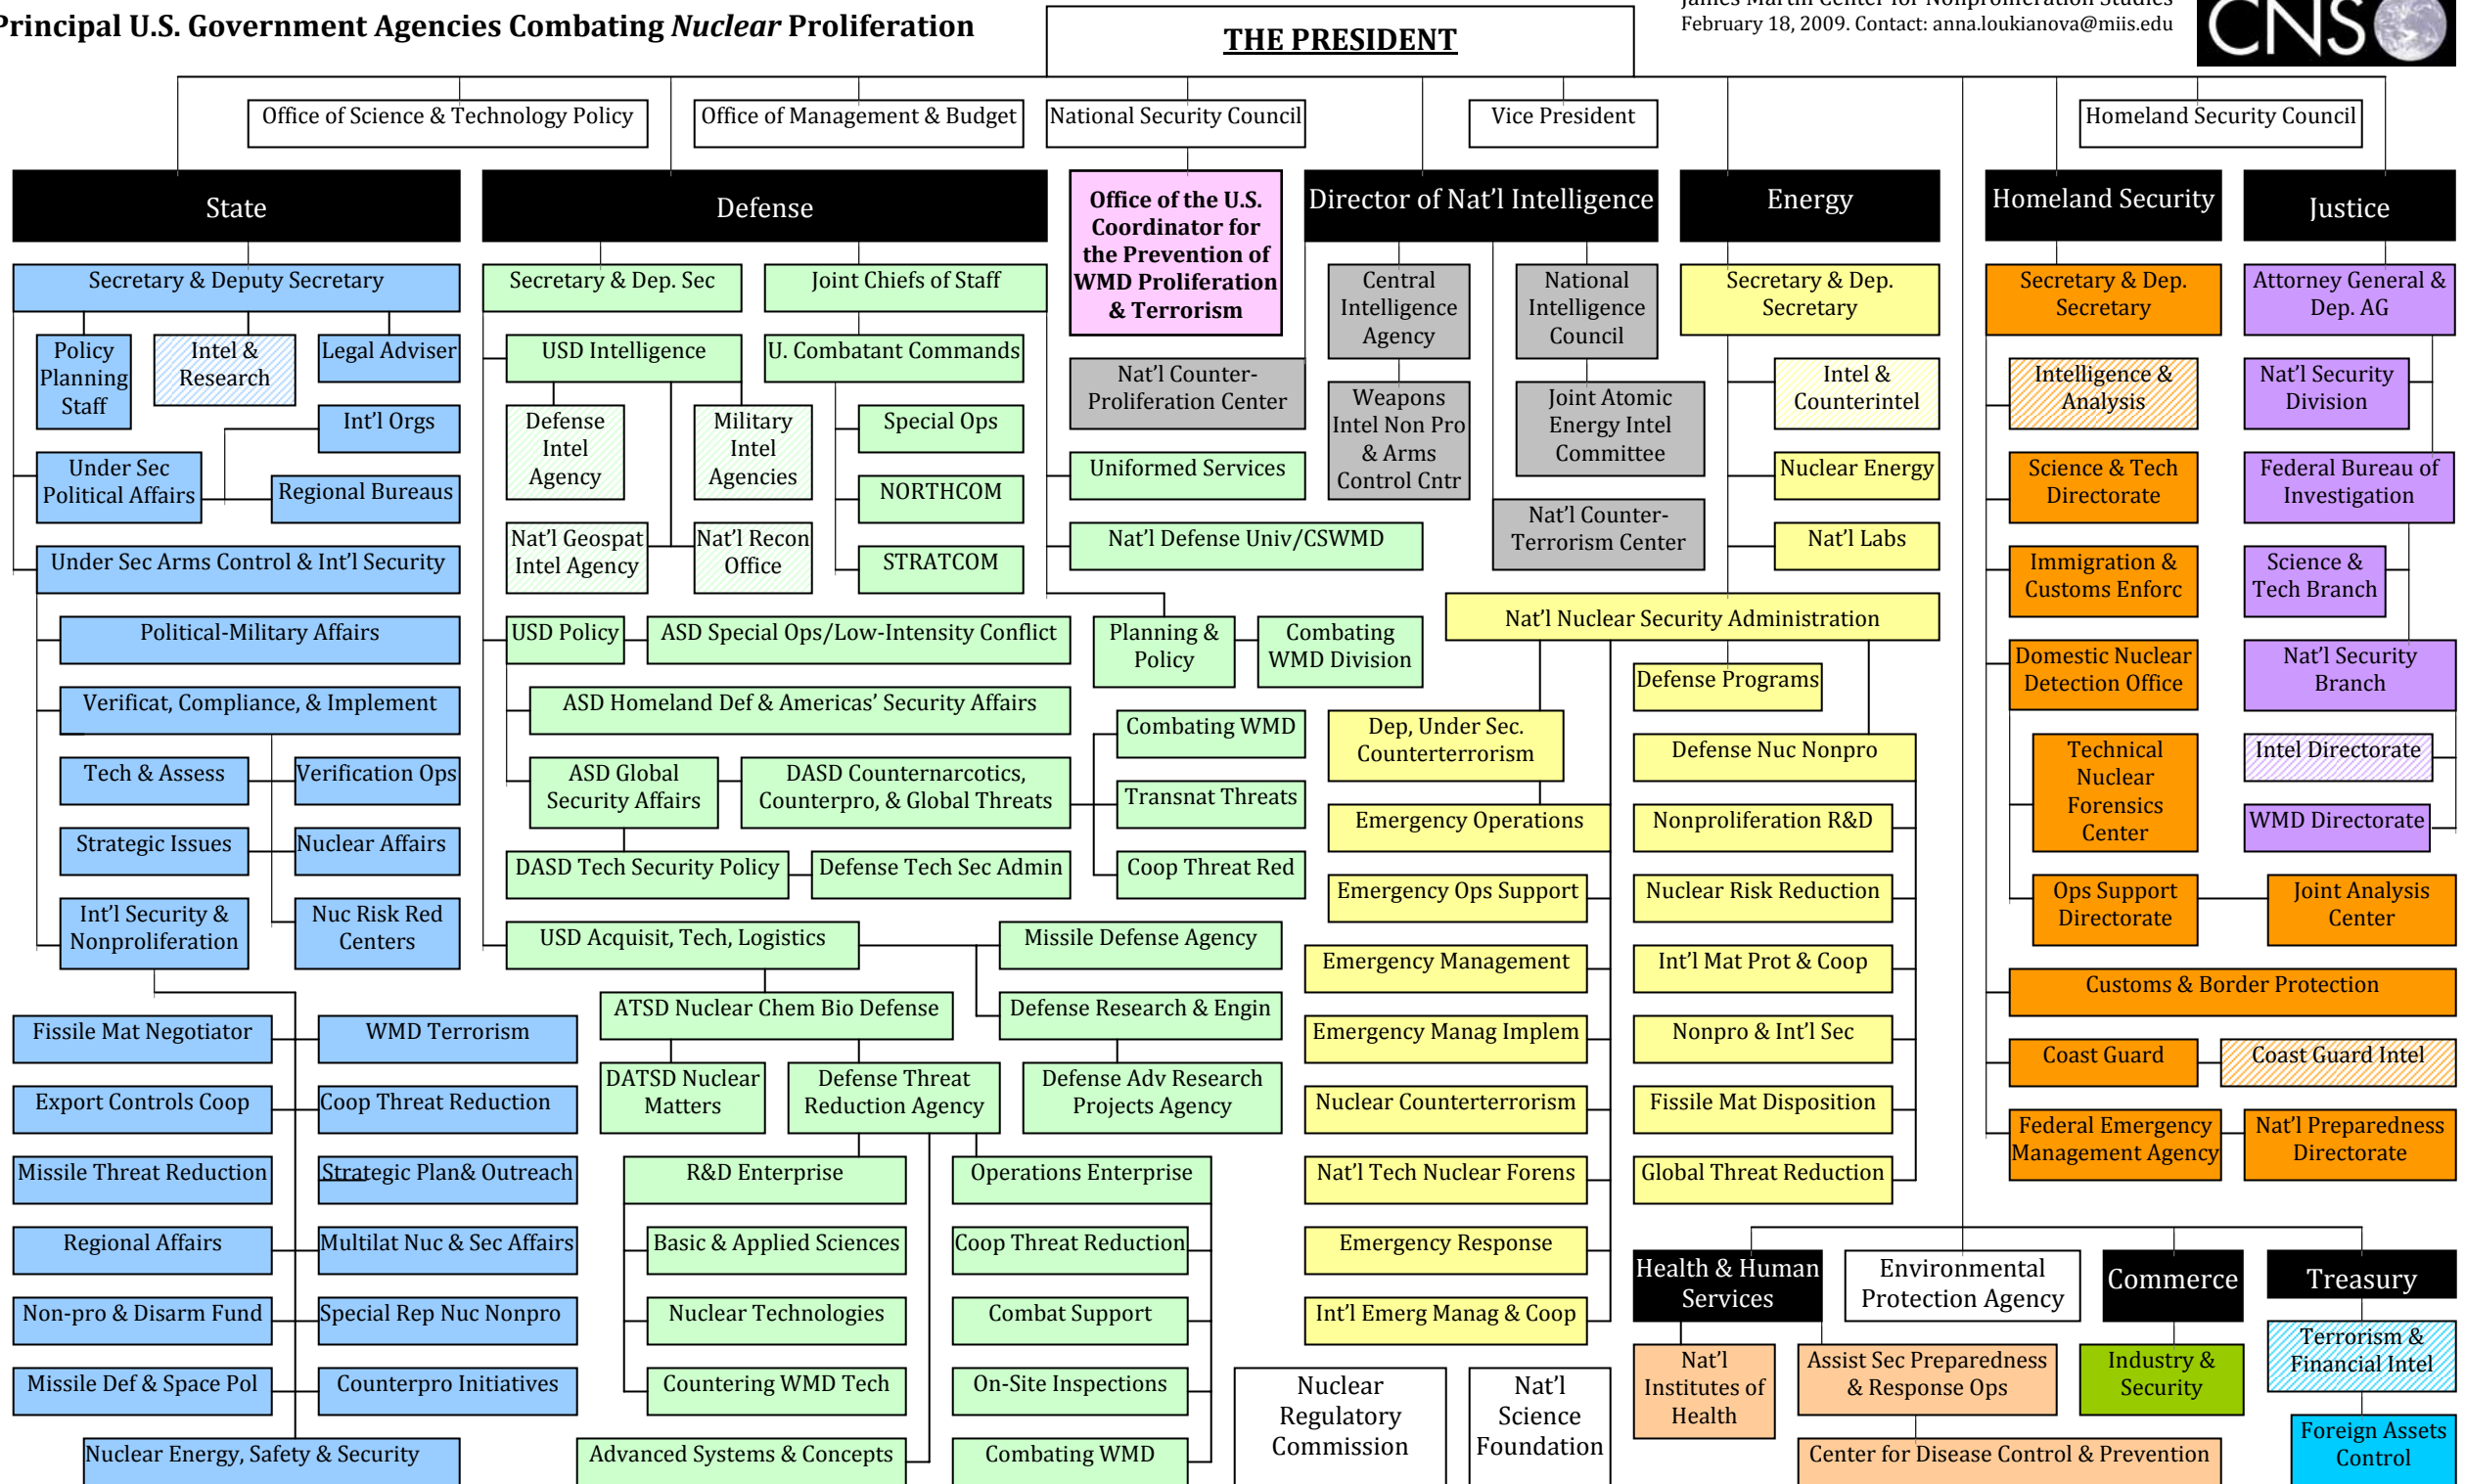 Principal U.S. Government Agencies Combating Nuclear Proliferation
THE PRESIDENT
James Martin Center for Nonproliferation Studies
February 18, 2009. Contact: anna.loukianova@miis.edu
CNS
Office of Science & Technology Policy
Office of Management & Budget
National Security Council
Vice President
Homeland Security Council
State
Defense
Office of the U.S.
Coordinator for
the Prevention of
WMD Proliferation
& Terrorism
Director of Nat'l Intelligence
Energy
Homeland Security
Justice
Secretary & Deputy Secretary
Policy
Planning
Staff
Intel &
Research
Legal Adviser
Int'l Orgs
Under Sec
Political Affairs
Regional Bureaus
Under Sec Arms Control & Int'l Security
Political-Military Affairs
Verificat, Compliance, & Implement
Tech & Assess
Verification Ops
Strategic Issues
Nuclear Affairs
Int'l Security &
Nonproliferation
Nuc Risk Red
Centers
Fissile Mat Negotiator
WMD Terrorism
Export Controls Coop
Coop Threat Reduction
Missile Threat Reduction
Strategic Plan& Outreach
Regional Affairs
Multilat Nuc & Sec Affairs
Non-pro & Disarm Fund
Special Rep Nuc Nonpro
Missile Def & Space Pol
Counterpro Initiatives
Nuclear Energy, Safety & Security
Secretary & Dep. Sec
Joint Chiefs of Staff
USD Intelligence
U. Combatant Commands
Defense
Intel
Agency
Military
Intel
Agencies
Special Ops
NORTHCOM
STRATCOM
Nat'l Geospat
Intel Agency
Nat'l Recon
Office
Uniformed Services
Nat'l Defense Univ/CSWMD
USD Policy
ASD Special Ops/Low-Intensity Conflict
Planning &
Policy
Combating
WMD Division
ASD Homeland Def & Americas' Security Affairs
ASD Global
Security Affairs
DASD Counternarcotics,
Counterpro, & Global Threats
Combating WMD
Transnat Threats
Coop Threat Red
DASD Tech Security Policy
Defense Tech Sec Admin
USD Acquisit, Tech, Logistics
Missile Defense Agency
ATSD Nuclear Chem Bio Defense
Defense Research & Engin
DATSD Nuclear
Matters
Defense Threat
Reduction Agency
Defense Adv Research
Projects Agency
R&D Enterprise
Operations Enterprise
Basic & Applied Sciences
Coop Threat Reduction
Nuclear Technologies
Combat Support
Countering WMD Tech
On-Site Inspections
Advanced Systems & Concepts
Combating WMD
Nat'l Counter-
Proliferation Center
Central
Intelligence
Agency
National
Intelligence
Council
Weapons
Intel Non Pro
& Arms
Control Cntr
Joint Atomic
Energy Intel
Committee
Nat'l Counter-
Terrorism Center
Secretary & Dep.
Secretary
Intel &
Counterintel
Nuclear Energy
Nat'l Labs
Nat'l Nuclear Security Administration
Defense Programs
Dep, Under Sec.
Counterterrorism
Defense Nuc Nonpro
Emergency Operations
Nonproliferation R&D
Emergency Ops Support
Nuclear Risk Reduction
Emergency Management
Int'l Mat Prot & Coop
Emergency Manag Implem
Nonpro & Int'l Sec
Nuclear Counterterrorism
Fissile Mat Disposition
Nat'l Tech Nuclear Forens
Global Threat Reduction
Emergency Response
Int'l Emerg Manag & Coop
Nuclear
Regulatory
Commission
Nat'l
Science
Foundation
Secretary & Dep.
Secretary
Intelligence &
Analysis
Science & Tech
Directorate
Immigration &
Customs Enforc
Domestic Nuclear
Detection Office
Technical
Nuclear
Forensics
Center
Ops Support
Directorate
Joint Analysis
Center
Customs & Border Protection
Coast Guard
Coast Guard Intel
Federal Emergency
Management Agency
Nat'l Preparedness
Directorate
Attorney General &
Dep. AG
Nat'l Security
Division
Federal Bureau of
Investigation
Science &
Tech Branch
Nat'l Security
Branch
Intel Directorate
WMD Directorate
Health & Human
Services
Environmental
Protection Agency
Commerce
Treasury
Nat'l
Institutes of
Health
Assist Sec Preparedness
& Response Ops
Industry &
Security
Terrorism &
Financial Intel
Center for Disease Control & Prevention
Foreign Assets
Control